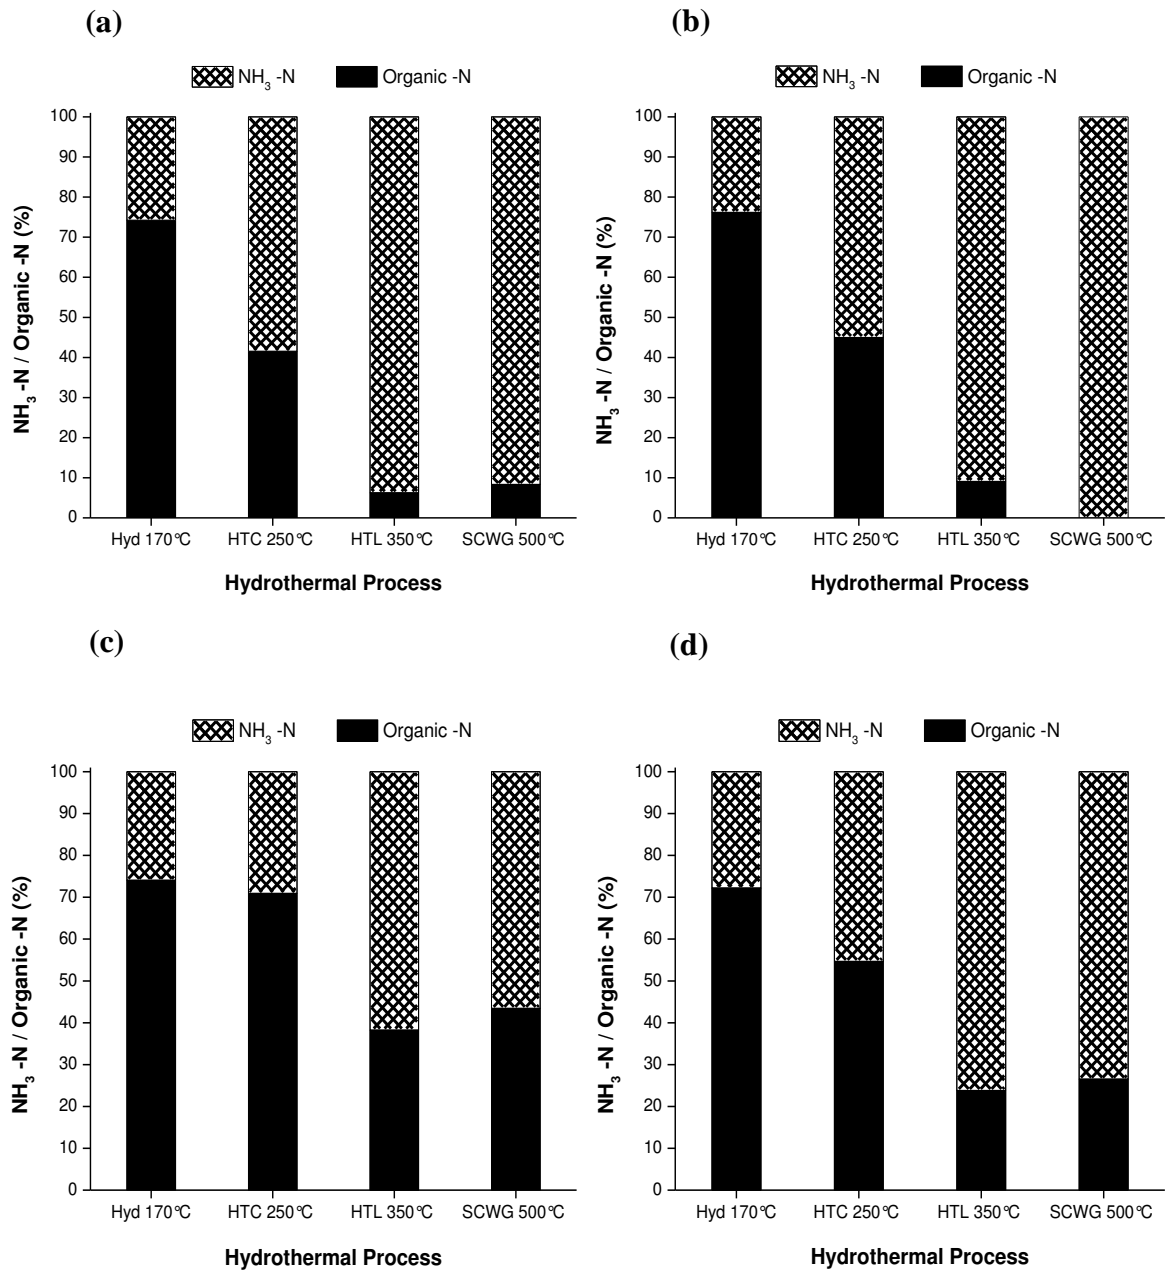 (a)
NH₃ -N Organic -N
NH₃ -N / Organic -N (%)
100
90
80
70
60
50
40
30
20
10
0
Hyd 170°C HTC 250°C HTL 350°C SCWG 500°C
Hydrothermal Process
(b)
NH₃ -N Organic -N
NH₃ -N / Organic -N (%)
100
90
80
70
60
50
40
30
20
10
0
Hyd 170°C HTC 250°C HTL 350°C SCWG 500°C
Hydrothermal Process
(c)
NH₃ -N Organic -N
NH₃ -N / Organic -N (%)
100
90
80
70
60
50
40
30
20
10
0
Hyd 170°C HTC 250°C HTL 350°C SCWG 500°C
Hydrothermal Process
(d)
NH₃ -N Organic -N
NH₃ -N / Organic -N (%)
100
90
80
70
60
50
40
30
20
10
0
Hyd 170°C HTC 250°C HTL 350°C SCWG 500°C
Hydrothermal Process